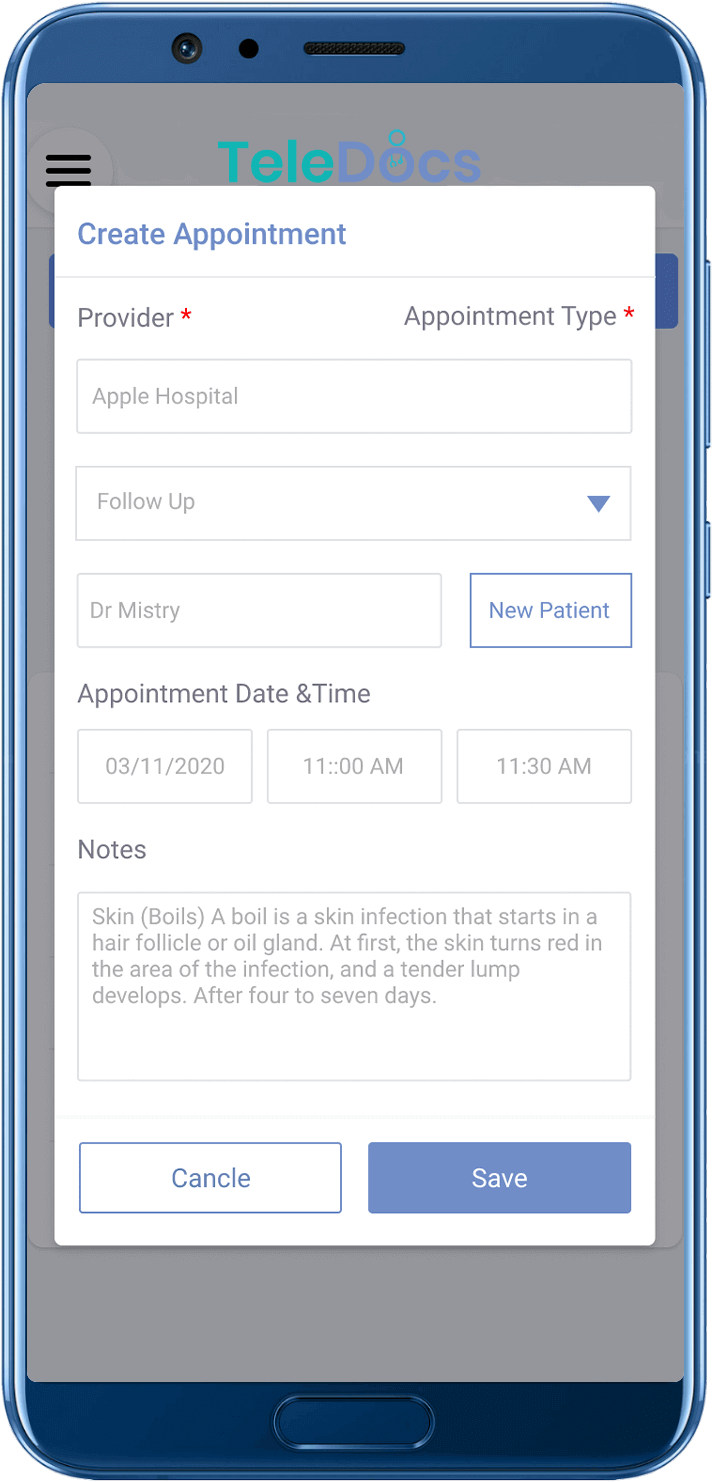 TeleDocs
Create Appointment
Provider *
Appointment Type *
Apple Hospital
Follow Up
Dr Mistry
New Patient
Appointment Date &Time
03/11/2020
11::00 AM
11:30 AM
Notes
Skin (Boils) A boil is a skin infection that starts in a
hair follicle or oil gland. At first, the skin turns red in
the area of the infection, and a tender lump
develops. After four to seven days.
Cancle
Save